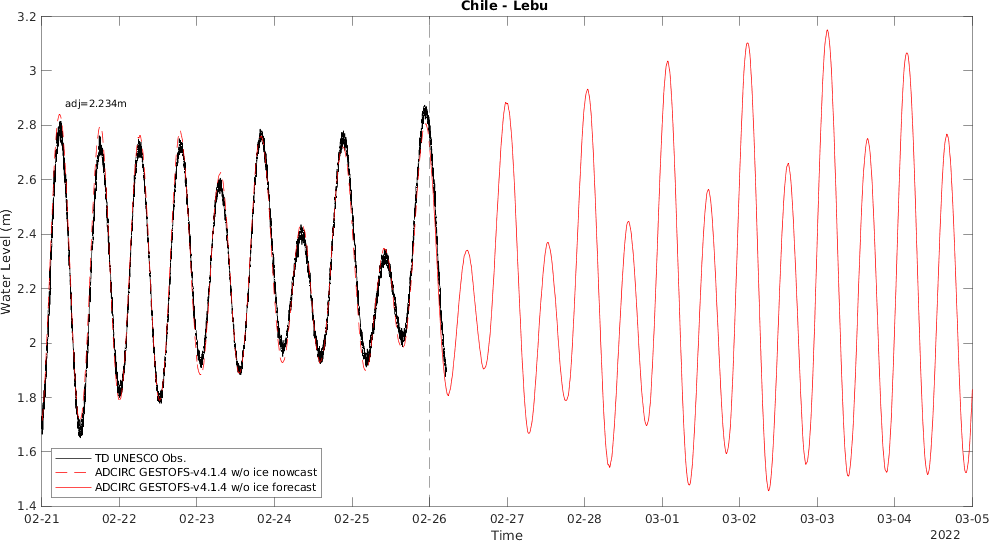 Chile - Lebu
3.2
3
2.8
2.6
2.4
2.2
2
1.8
1.6
1.4
Water Level (m)
adj=2.234m
TD UNESCO Obs.
ADCIRC GESTOFS-v4.1.4 w/o ice nowcast
ADCIRC GESTOFS-v4.1.4 w/o ice forecast
02-21 02-22 02-23 02-24 02-25 02-26 02-27 02-28 03-01 03-02 03-03 03-04 03-05
Time
2022